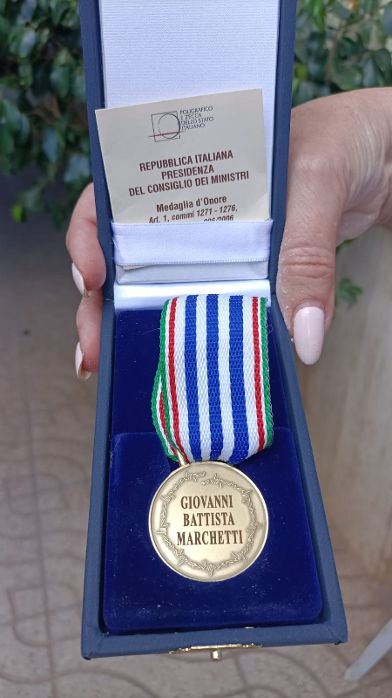 POLIGRAFICO
E ZECCA
DELLO STATO
ITALIANO
REPUBBLICA ITALIANA
PRESIDENZA
DEL CONSIGLIO DEI MINISTRI
Medaglia d'Onore
Art. 1, commi 1271 - 1276,
GIOVANNI
BATTISTA
MARCHETTI